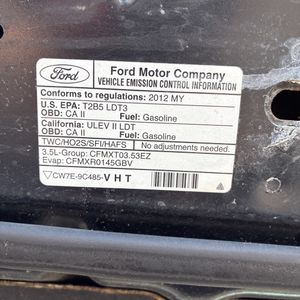 Ford
Ford Motor Company
VEHICLE EMISSION CONTROL INFORMATION
Conforms to regulations: 2012 MY
U.S. EPA: T2B5 LDT3
OBD: CA II Fuel: Gasoline
California: ULEV II LDT
OBD: CA II Fuel: Gasoline
TWC/HO2S/SFI/HAFS No adjustments needed.
3.5L-Group: CFMXT03.53EZ
Evap: CFMXR0145GBV
CW7E-9C485-VHT